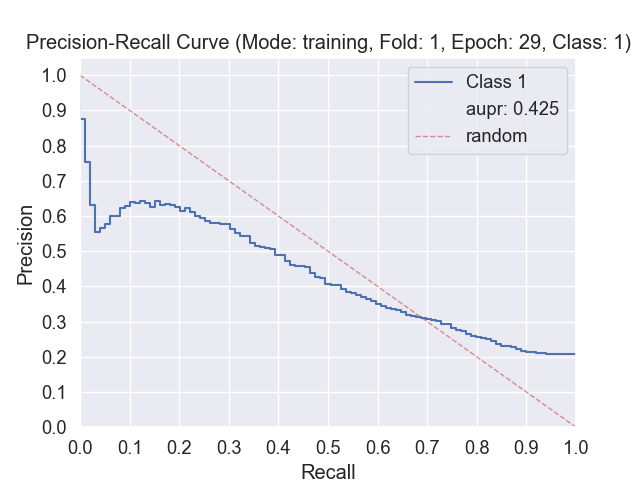 Precision-Recall Curve (Mode: training, Fold: 1, Epoch: 29, Class: 1)
1.0
0.9
0.8
0.7
0.6
0.5
0.4
0.3
0.2
0.1
0.0
Precision
Class 1
aupr: 0.425
random
0.0 0.1 0.2 0.3 0.4 0.5 0.6 0.7 0.8 0.9 1.0
Recall